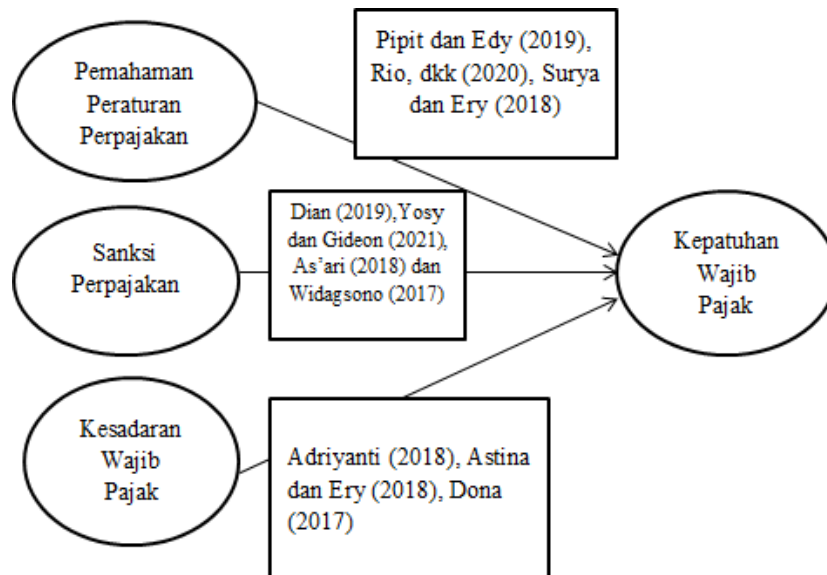 Pemahaman
Peraturan
Perpajakan
Pipit dan Edy (2019),
Rio, dkk (2020), Surya
dan Ery (2018)
Sanksi
Perpajakan
Dian (2019),Yosy
dan Gideon (2021),
As’ari (2018) dan
Widagsono (2017)
Kepatuhan
Wajib
Pajak
Kesadaran
Wajib
Pajak
Adriyanti (2018), Astina
dan Ery (2018), Dona
(2017)